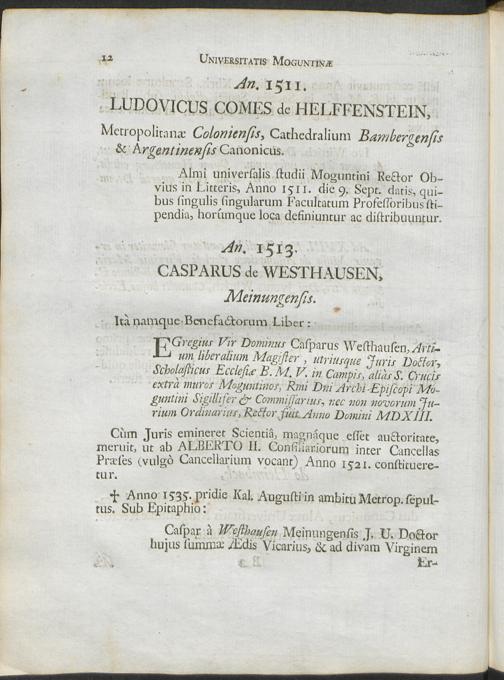 12 UNIVERSITATIS MOGUNTINÆ
An. 1511.
LUDOVICUS COMES de HELFFENSTEIN,
Metropolitanæ Coloniensis, Cathedralium Bambergensis
& Argentinensis Canonicus.
Almi universalis studii Moguntini Rector Ob-
vius in Litteris, Anno 1511. die 9. Sept. datis, qui-
bus singulis singularum Facultatum Professoribus sti-
pendia, horúmque loca definiuntur ac distribuuntur.
An. 1513.
CASPARUS de WESTHAUSEN,
Meinungensis.
Ità namque Benefactorum Liber:
EGregius Vir Dominus Casparus Westhausen, Arti-
um liberalium Magister, utriusque Juris Doctor,
Scholasticus Ecclesiæ B. M. V. in Campis, aliàs S. Crucis
extrà muros Moguntinos, Rmi Dni Archi-Episcopi Mo-
guntini Sigillifer & Commissarius, nec non novorum Ju-
rium Ordinarius, Rector fuit Anno Domini MDXIII.
Cùm Juris emineret Scientiâ, magnáque esset auctoritate,
meruit, ut ab ALBERTO II. Consiliariorum inter Cancellas
Præses (vulgò Cancellarium vocant) Anno 1521. constituere-
tur.
✝ Anno 1535. pridie Kal. Augusti in ambitu Metrop. sepul-
tus. Sub Epitaphio:
Caspar à Westhausen Meinungensis J. U. Doctor
hujus summæ Ædis Vicarius, & ad divam Virginem
Er-